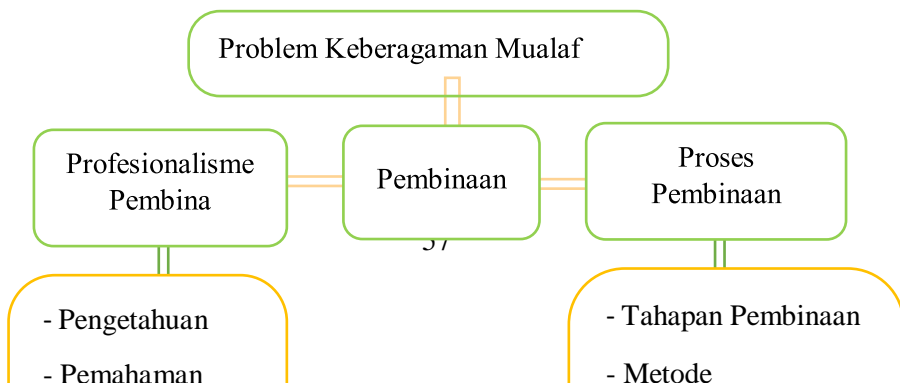 Problem Keberagaman Mualaf
Profesionalisme
Pembina
Pembinaan
Proses
Pembinaan
- Pengetahuan
- Pemahaman
- Tahapan Pembinaan
- Metode